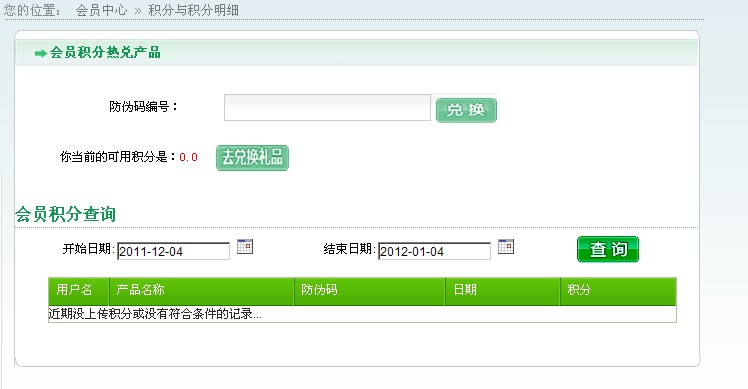 您的位置： 会员中心 » 积分与积分明细
会员积分热兑产品
防伪码编号： 兑换
你当前的可用积分是：0.0 去兑换礼品
会员积分查询
开始日期: 2011-12-04 结束日期: 2012-01-04 查询
用户名 产品名称 防伪码 日期 积分
近期没上传积分或没有符合条件的记录...